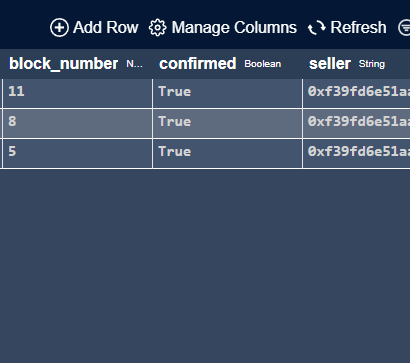 Add Row Manage Columns Refresh
block_number N... confirmed Boolean seller String
11 True 0xf39fd6e51aa
8 True 0xf39fd6e51aa
5 True 0xf39fd6e51aa